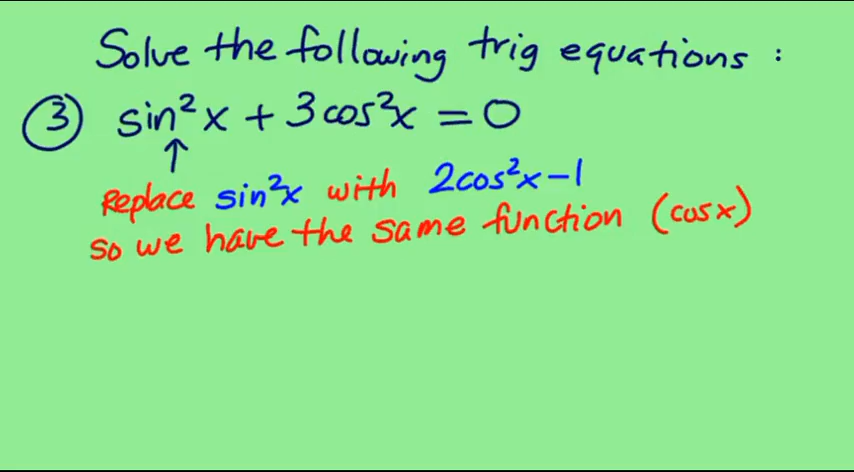 Solve the following trig equations :
③ sin²x + 3cos²x = 0
↑
Replace sin²x with 2cos²x-1
so we have the same function (cosx)